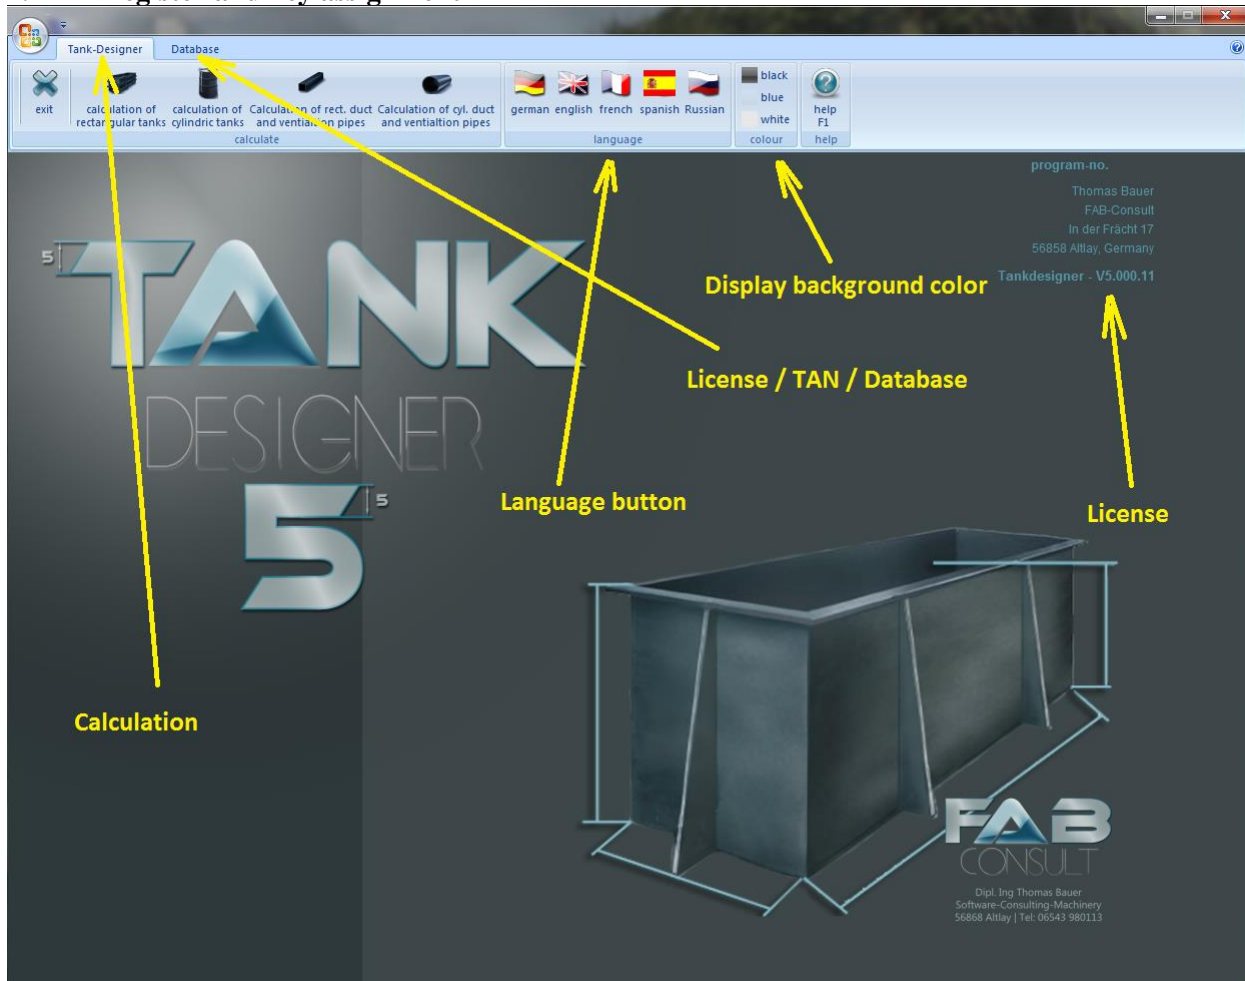 Tank-Designer
Database
exit
calculation of
rectangular tanks
calculation of
cylindric tanks
Calculation of rect. duct
and ventialtion pipes
Calculation of cyl. duct
and ventialtion pipes
calculate
german
english
french
spanish
Russian
language
black
blue
white
colour
help
F1
help
program-no.
Thomas Bauer
FAB-Consult
In der Frächt 17
56858 Altlay, Germany
Tankdesigner - V5.000.11
5
TANK
DESIGNER
5
5
Display background color
License / TAN / Database
Language button
License
Calculation
FAB
CONSULT
Dipl. Ing Thomas Bauer
Software-Consulting-Machinery
56868 Altlay | Tel: 06543 980113